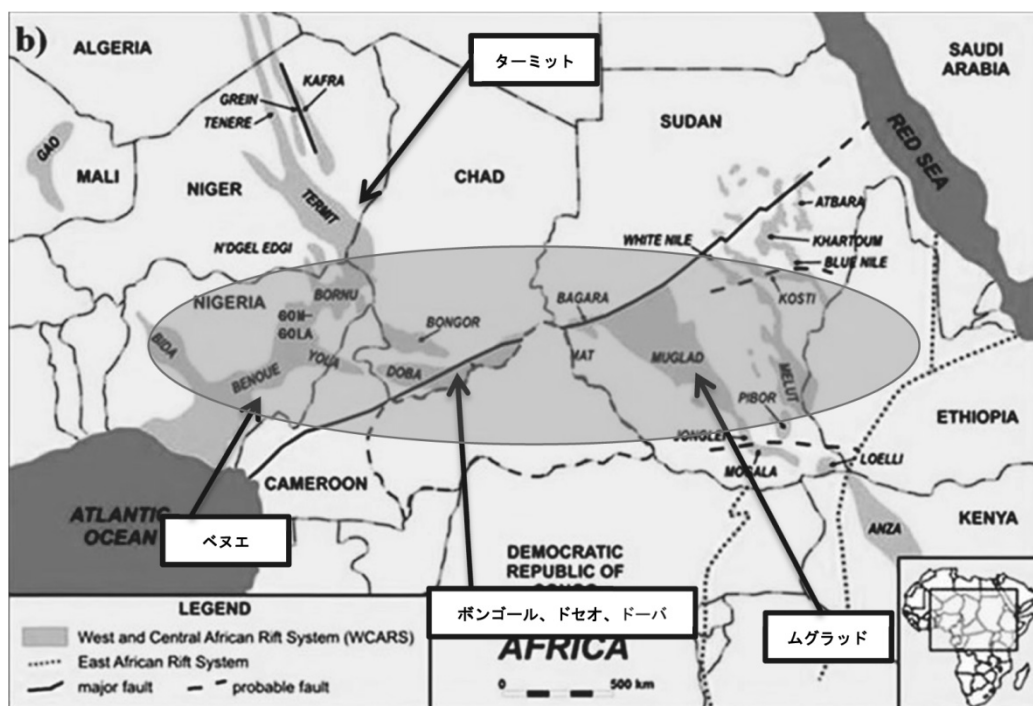 b)
ALGERIA
ターミット
SAUDI
ARABIA
KAFRA
GREIN
TENERE
SUDAN
RED SEA
GAO
MALI
NIGER
CHAD
TERMIT
ATBARA
N'DGEL EDGI
WHITE NILE
KHARTOUM
BLUE NILE
NIGERIA
BORNU
BAGARA
KOSTI
GOM-
GOLA
BONGOR
BIDA
YOLA
DOBA
MUGLAD
MELUT
BENOUE
PIBOR
ETHIOPIA
JONGLEI
LOELLI
CAMEROON
MOGALA
ATLANTIC
OCEAN
ベヌエ
ANZA
KENYA
DEMOCRATIC
REPUBLIC OF
ボンゴール、ドセオ、ドーバ
ムグラッド
LEGEND
West and Central African Rift System (WCARS)
AFRICA
East African Rift System
major fault
probable fault
0 500 km